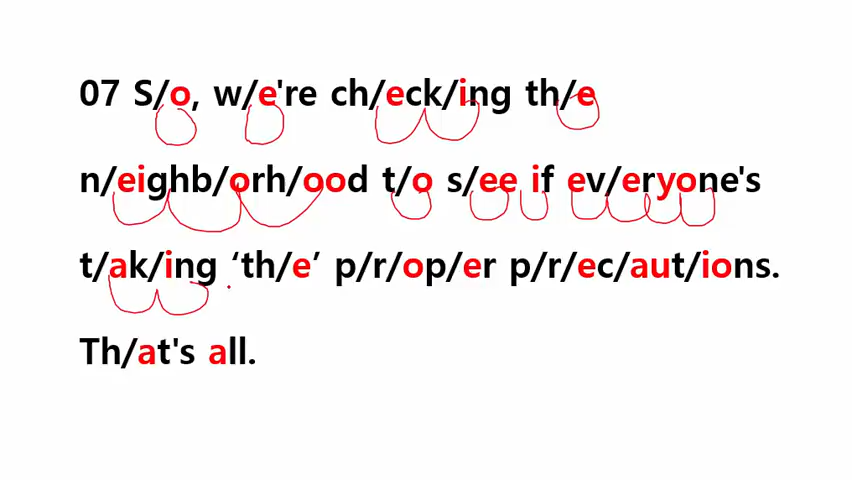 07 S/o, w/e're ch/eck/ing th/e
n/eighb/orh/ood t/o s/ee if ev/eryone's
t/ak/ing ‘th/e’ p/r/op/er p/r/ec/aut/ions.
Th/at's all.